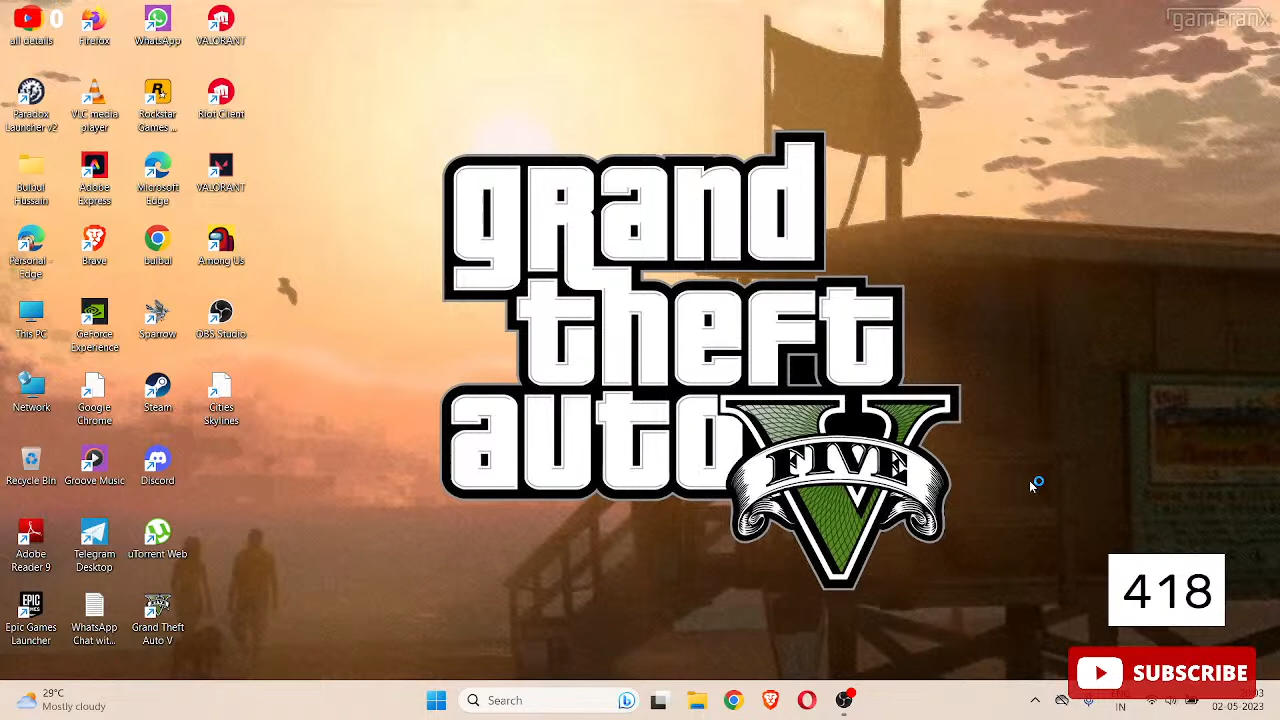 gameranx
0
all details
Firefox
WhatsApp
VALORANT
Paradox
Launcher v2
VLC media
player
Rockstar
Games ...
Riot Client
Bulbul
Hussain
Adobe
Express
Microsoft
Edge
VALORANT
Personal -
Edge
Brave
bulbul
Among Us
This PC
GeForce
Experience
Sparrow
OBS Studio
Network
Google
Chrome
Steam
Cities
Skylines
Recycle Bin
Groove Music
Discord
Adobe
Reader 9
Telegram
Desktop
uTorrent Web
Epic Games
Launcher
WhatsApp
Chat wit...
Grand Theft
Auto V
grand
theft
auto V
FIVE
418
SUBSCRIBE
29°C
Mostly cloudy
Search
IN
02-05-2023